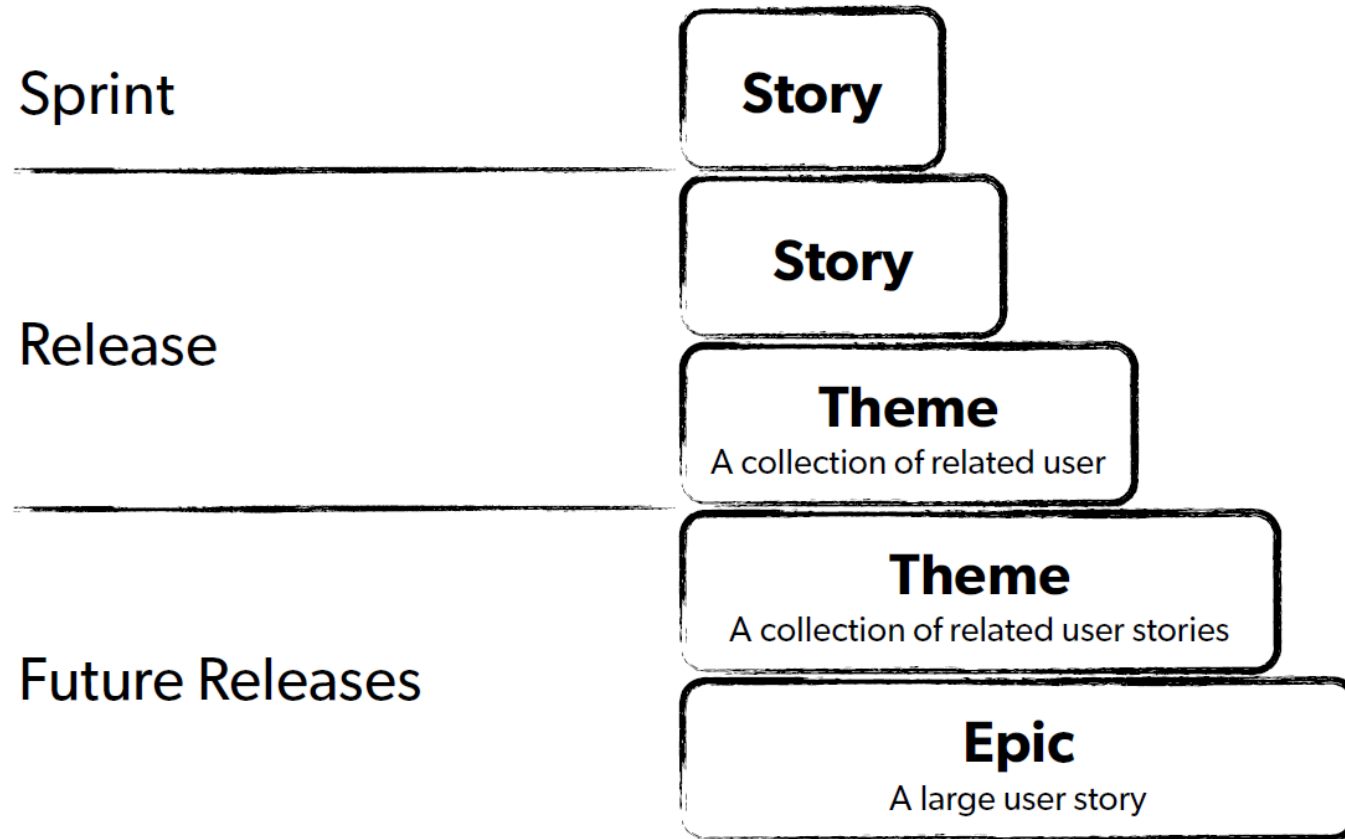 Sprint
Story
Story
Release
Theme
A collection of related user
Theme
A collection of related user stories
Future Releases
Epic
A large user story